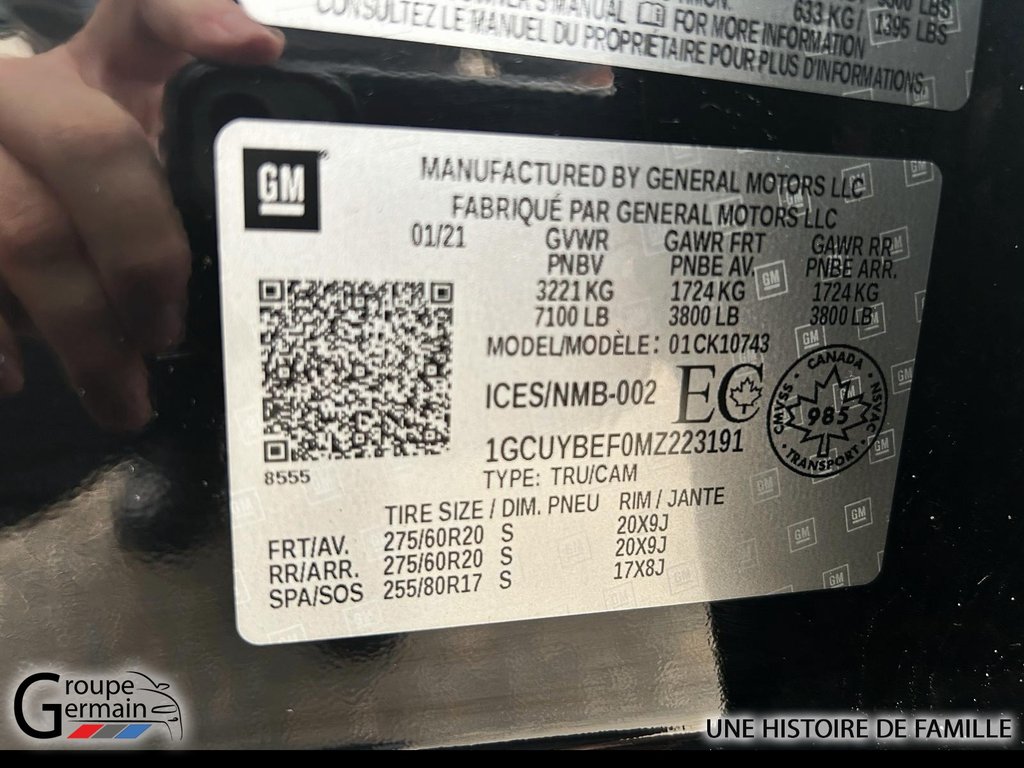 OWNER'S MANUAL FOR MORE INFORMATION
633 KG/ 1395 LBS
CONSULTEZ LE MANUEL DU PROPRIÉTAIRE POUR PLUS D'INFORMATIONS.
GM
MANUFACTURED BY GENERAL MOTORS LLC
FABRIQUÉ PAR GENERAL MOTORS LLC
01/21 GVWR GAWR FRT GAWR RR
PNBV PNBE AV. PNBE ARR.
3221 KG 1724 KG 1724 KG
7100 LB 3800 LB 3800 LB
MODEL/MODÈLE: 01CK10743
ICES/NMB-002 EC
CANADA
CMVSS 985 NSVAC
TRANSPORT
1GCUYBEF0MZ223191
8555
TYPE: TRU/CAM
TIRE SIZE / DIM. PNEU RIM / JANTE
FRT/AV. 275/60R20 S 20X9J
RR/ARR. 275/60R20 S 20X9J
SPA/SOS 255/80R17 S 17X8J
Groupe
Germain
UNE HISTOIRE DE FAMILLE